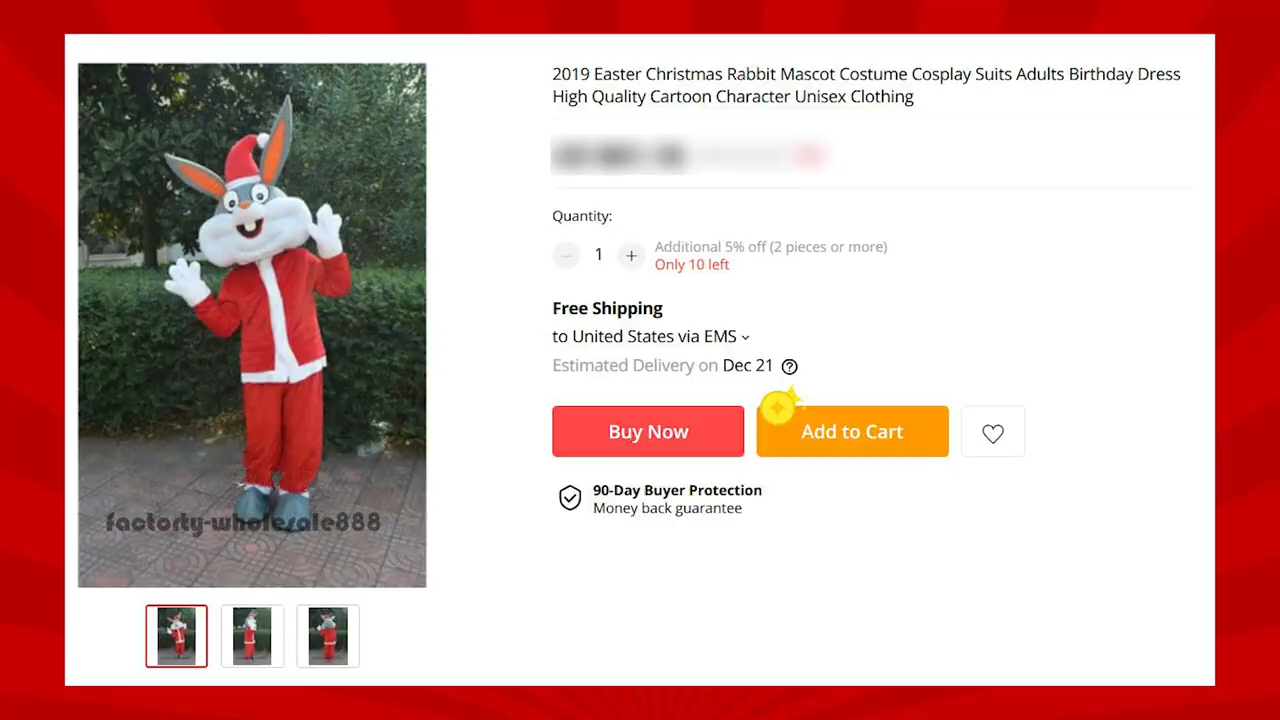 2019 Easter Christmas Rabbit Mascot Costume Cosplay Suits Adults Birthday Dress
High Quality Cartoon Character Unisex Clothing
Quantity:
1
Additional 5% off (2 pieces or more)
Only 10 left
Free Shipping
to United States via EMS
Estimated Delivery on Dec 21
Buy Now
Add to Cart
90-Day Buyer Protection
Money back guarantee
factorty-wholesale888